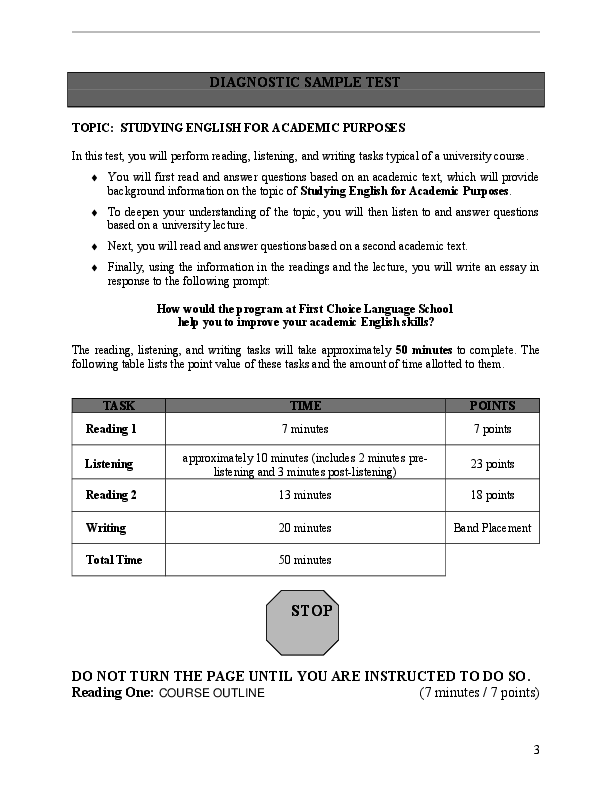 DIAGNOSTIC SAMPLE TEST
TOPIC: STUDYING ENGLISH FOR ACADEMIC PURPOSES
In this test, you will perform reading, listening, and writing tasks typical of a university course.
♦ You will first read and answer questions based on an academic text, which will provide
background information on the topic of Studying English for Academic Purposes.
♦ To deepen your understanding of the topic, you will then listen to and answer questions
based on a university lecture.
♦ Next, you will read and answer questions based on a second academic text.
♦ Finally, using the information in the readings and the lecture, you will write an essay in
response to the following prompt:
How would the program at First Choice Language School
help you to improve your academic English skills?
The reading, listening, and writing tasks will take approximately 50 minutes to complete. The
following table lists the point value of these tasks and the amount of time allotted to them.
TASK TIME POINTS
Reading 1 7 minutes 7 points
Listening approximately 10 minutes (includes 2 minutes pre-
listening and 3 minutes post-listening) 23 points
Reading 2 13 minutes 18 points
Writing 20 minutes Band Placement
Total Time 50 minutes
STOP
DO NOT TURN THE PAGE UNTIL YOU ARE INSTRUCTED TO DO SO.
Reading One: COURSE OUTLINE (7 minutes / 7 points)
3